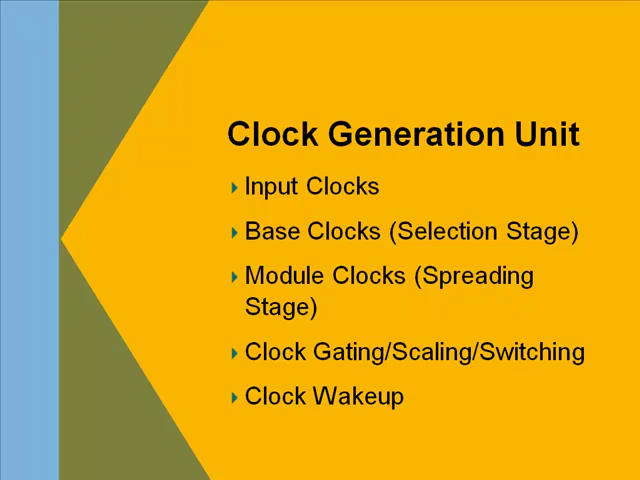 Clock Generation Unit
Input Clocks
Base Clocks (Selection Stage)
Module Clocks (Spreading
Stage)
Clock Gating/Scaling/Switching
Clock Wakeup